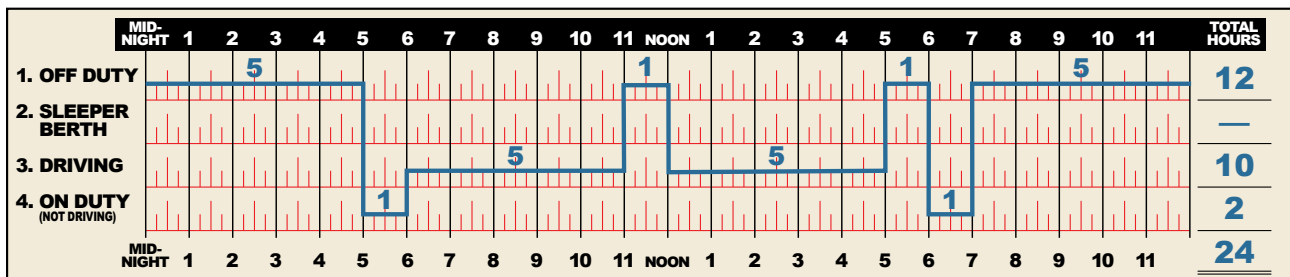 MID-NIGHT 1 2 3 4 5 6 7 8 9 10 11 NOON 1 2 3 4 5 6 7 8 9 10 11 TOTAL HOURS
1. OFF DUTY 5 1 1 5 12
2. SLEEPER BERTH —
3. DRIVING 5 5 10
4. ON DUTY (NOT DRIVING) 1 1 2
MID-NIGHT 1 2 3 4 5 6 7 8 9 10 11 NOON 1 2 3 4 5 6 7 8 9 10 11 24